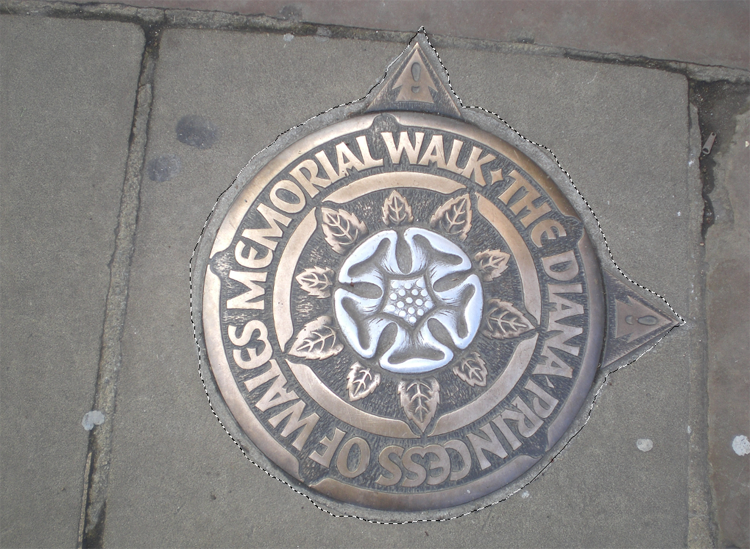 THE DIANA · PRINCESS OF WALES MEMORIAL WALK ·